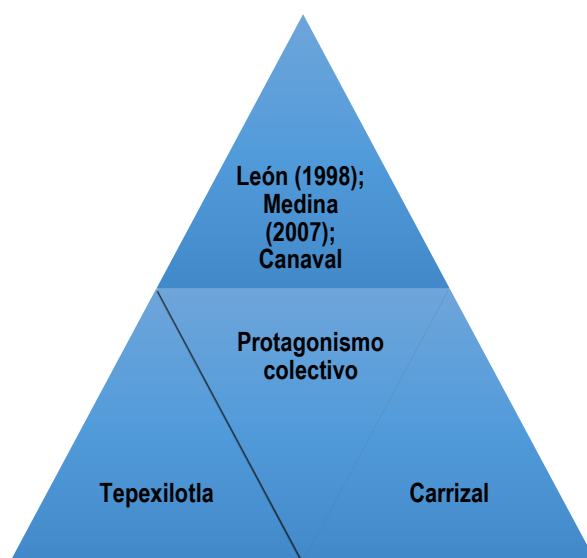 León (1998);
Medina
(2007);
Canaval
Protagonismo
colectivo
Tepexilotla
Carrizal